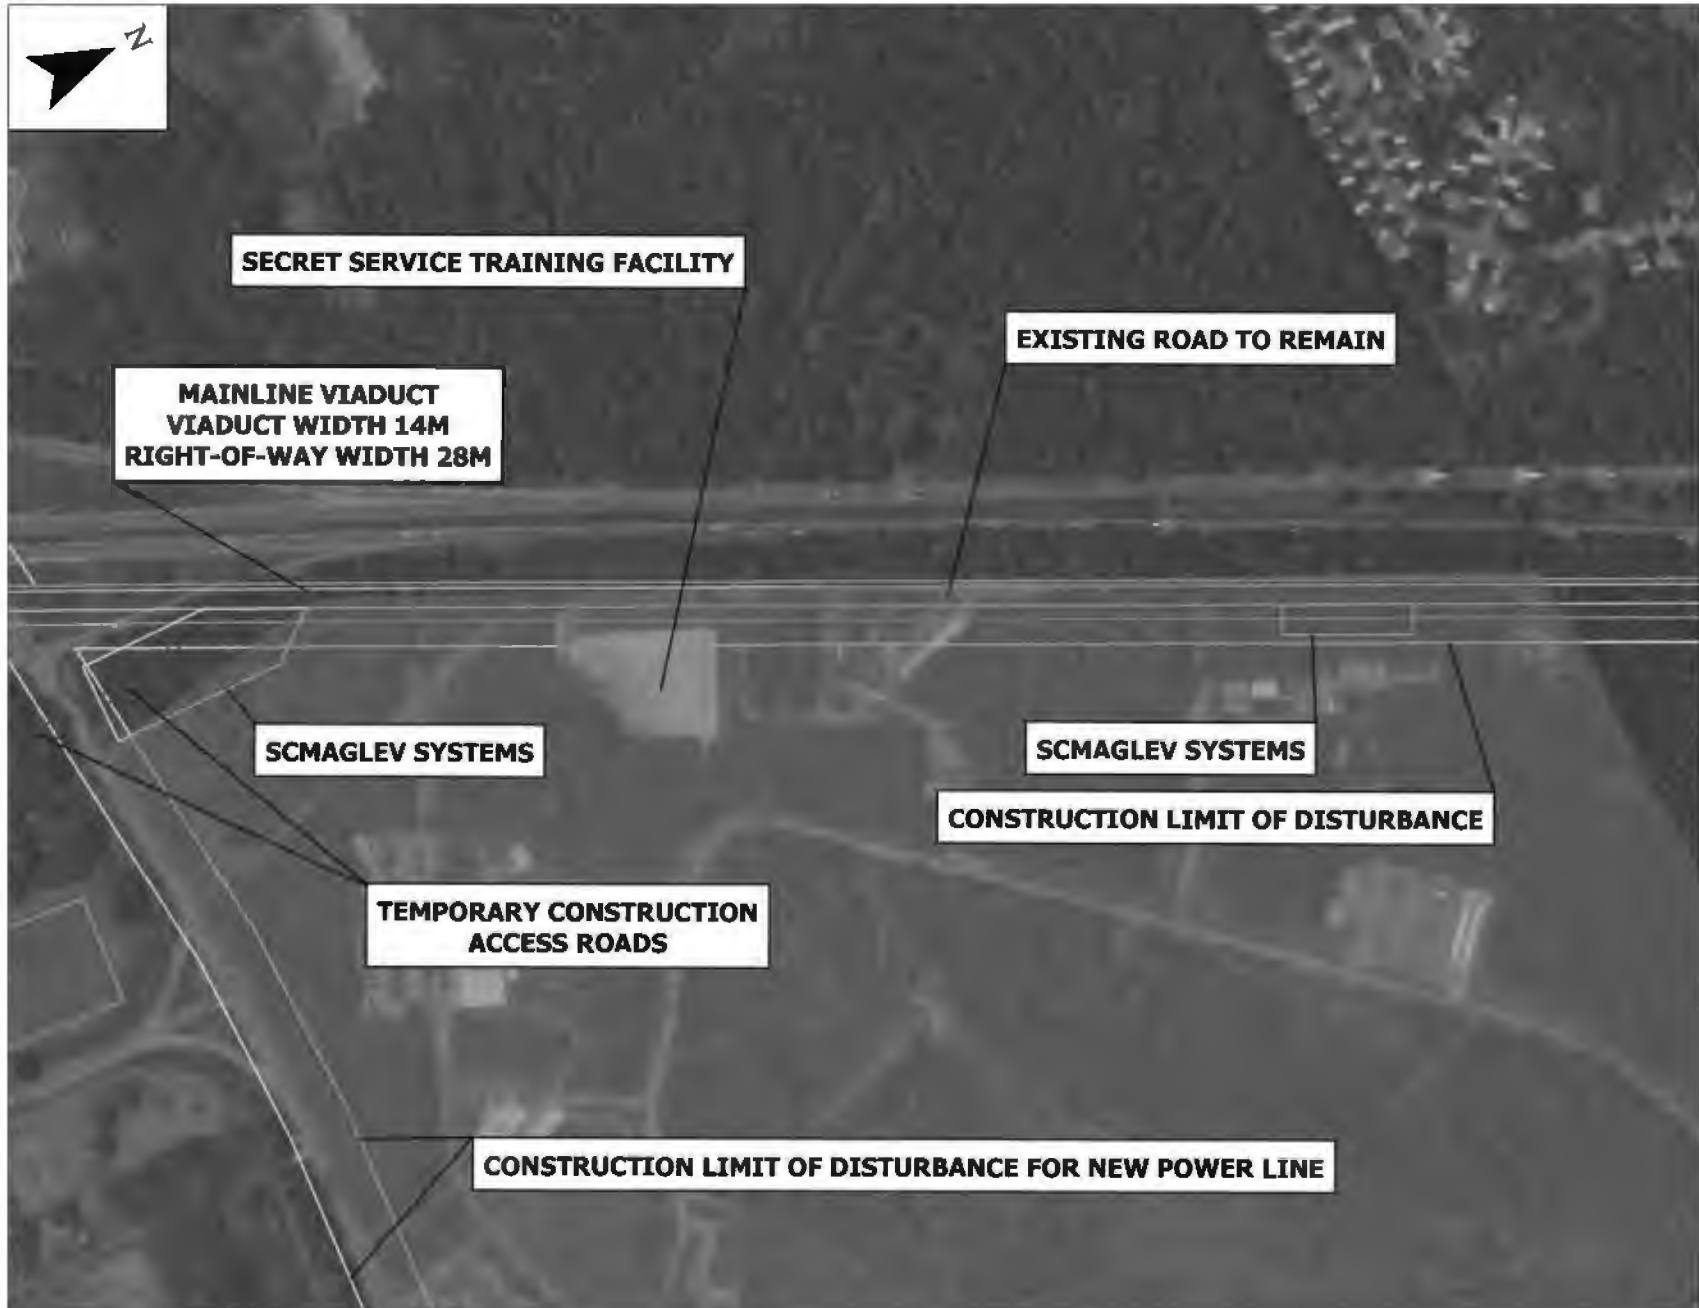 N
SECRET SERVICE TRAINING FACILITY
EXISTING ROAD TO REMAIN
MAINLINE VIADUCT
VIADUCT WIDTH 14M
RIGHT-OF-WAY WIDTH 28M
SCMAGLEV SYSTEMS
SCMAGLEV SYSTEMS
CONSTRUCTION LIMIT OF DISTURBANCE
TEMPORARY CONSTRUCTION
ACCESS ROADS
CONSTRUCTION LIMIT OF DISTURBANCE FOR NEW POWER LINE